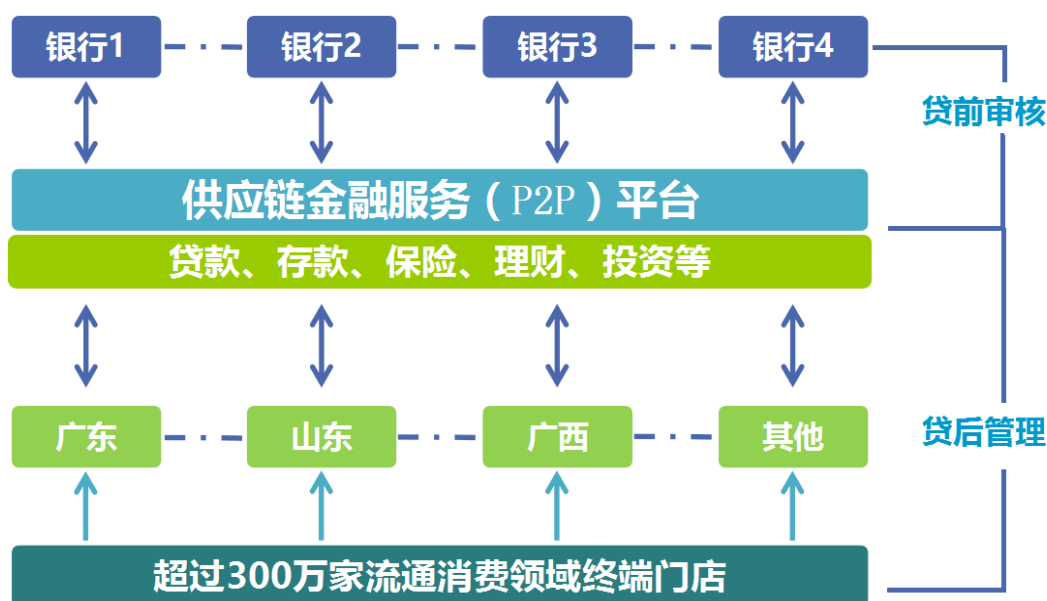 银行1 银行2 银行3 银行4
贷前审核
供应链金融服务（P2P）平台
贷款、存款、保险、理财、投资等
广东 山东 广西 其他
贷后管理
超过300万家流通消费领域终端门店